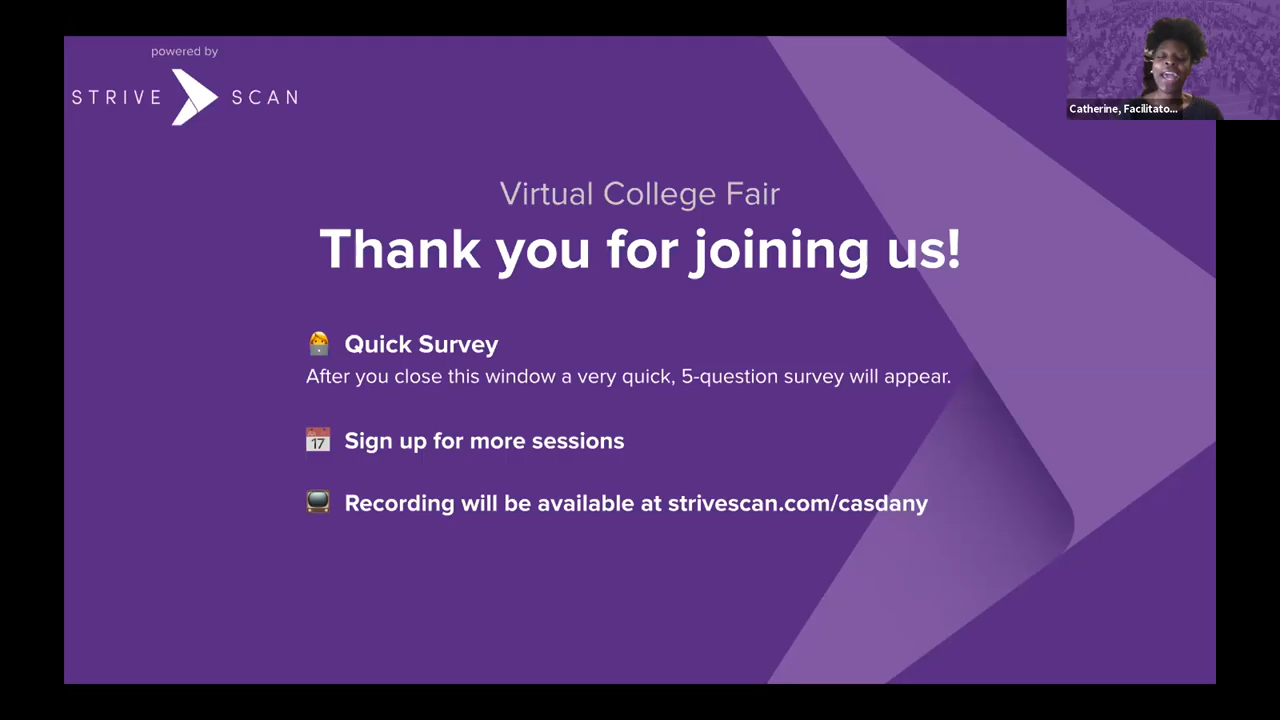 powered by
STRIVE SCAN
Catherine, Facilitato...
Virtual College Fair
Thank you for joining us!
Quick Survey
After you close this window a very quick, 5-question survey will appear.
17
Sign up for more sessions
Recording will be available at strivescan.com/casdany